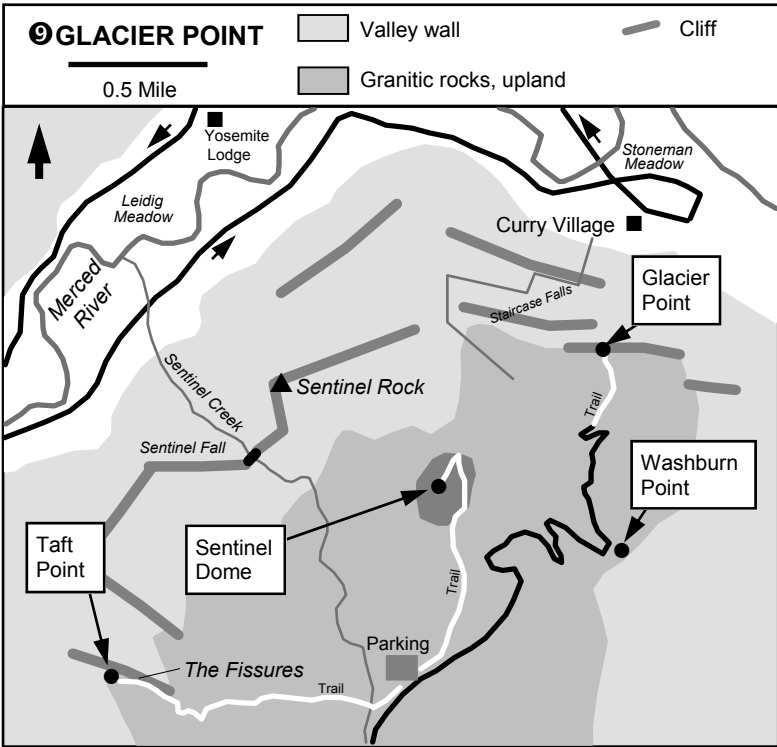 ❾GLACIER POINT
0.5 Mile
Valley wall
Cliff
Granitic rocks, upland
Yosemite
Lodge
Stoneman
Meadow
Leidig
Meadow
Curry Village
Merced
River
Glacier
Point
Staircase Falls
Sentinel Creek
Sentinel Rock
Trail
Sentinel Fall
Washburn
Point
Taft
Point
Sentinel
Dome
Trail
Parking
The Fissures
Trail